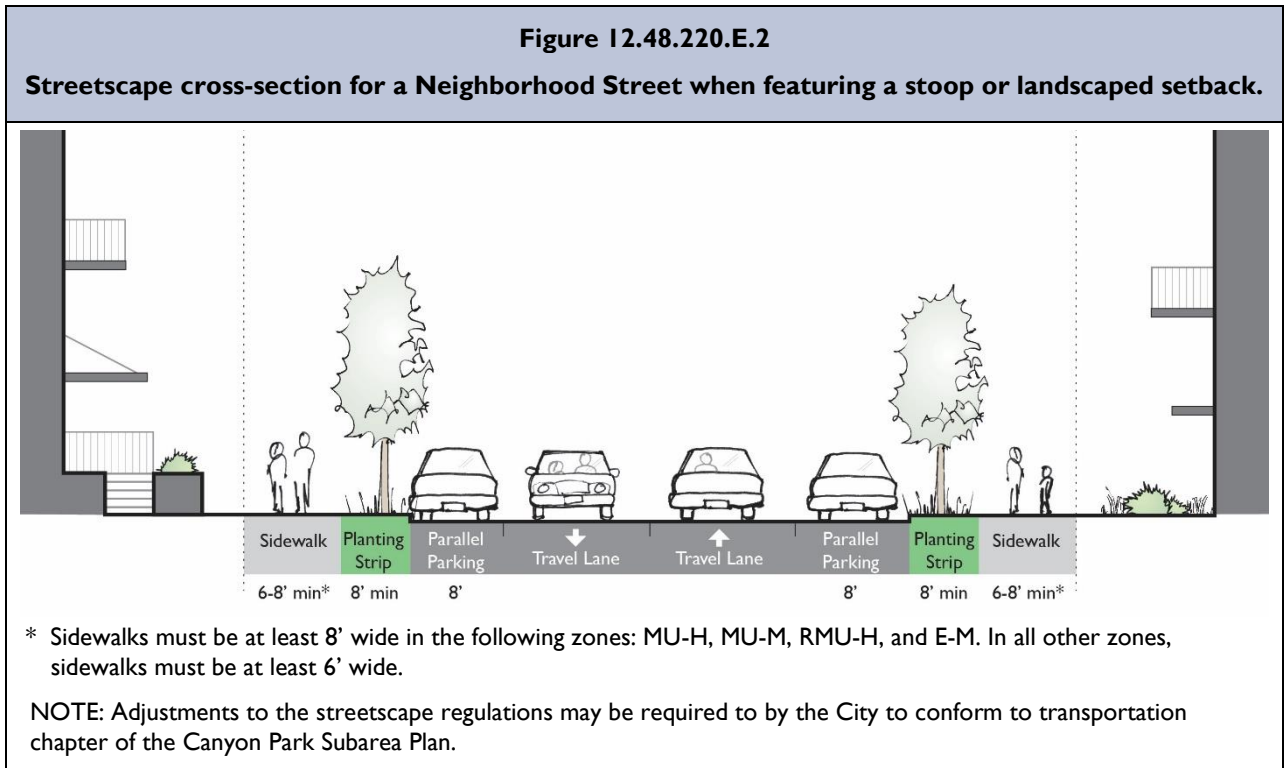 Figure 12.48.220.E.2
Streetscape cross-section for a Neighborhood Street when featuring a stoop or landscaped setback.
Sidewalk Planting Strip Parallel Parking Travel Lane Travel Lane Parallel Parking Planting Strip Sidewalk
6-8’ min* 8’ min 8’ 8’ 8’ min 6-8’ min*
* Sidewalks must be at least 8’ wide in the following zones: MU-H, MU-M, RMU-H, and E-M. In all other zones,
sidewalks must be at least 6’ wide.
NOTE: Adjustments to the streetscape regulations may be required to by the City to conform to transportation
chapter of the Canyon Park Subarea Plan.